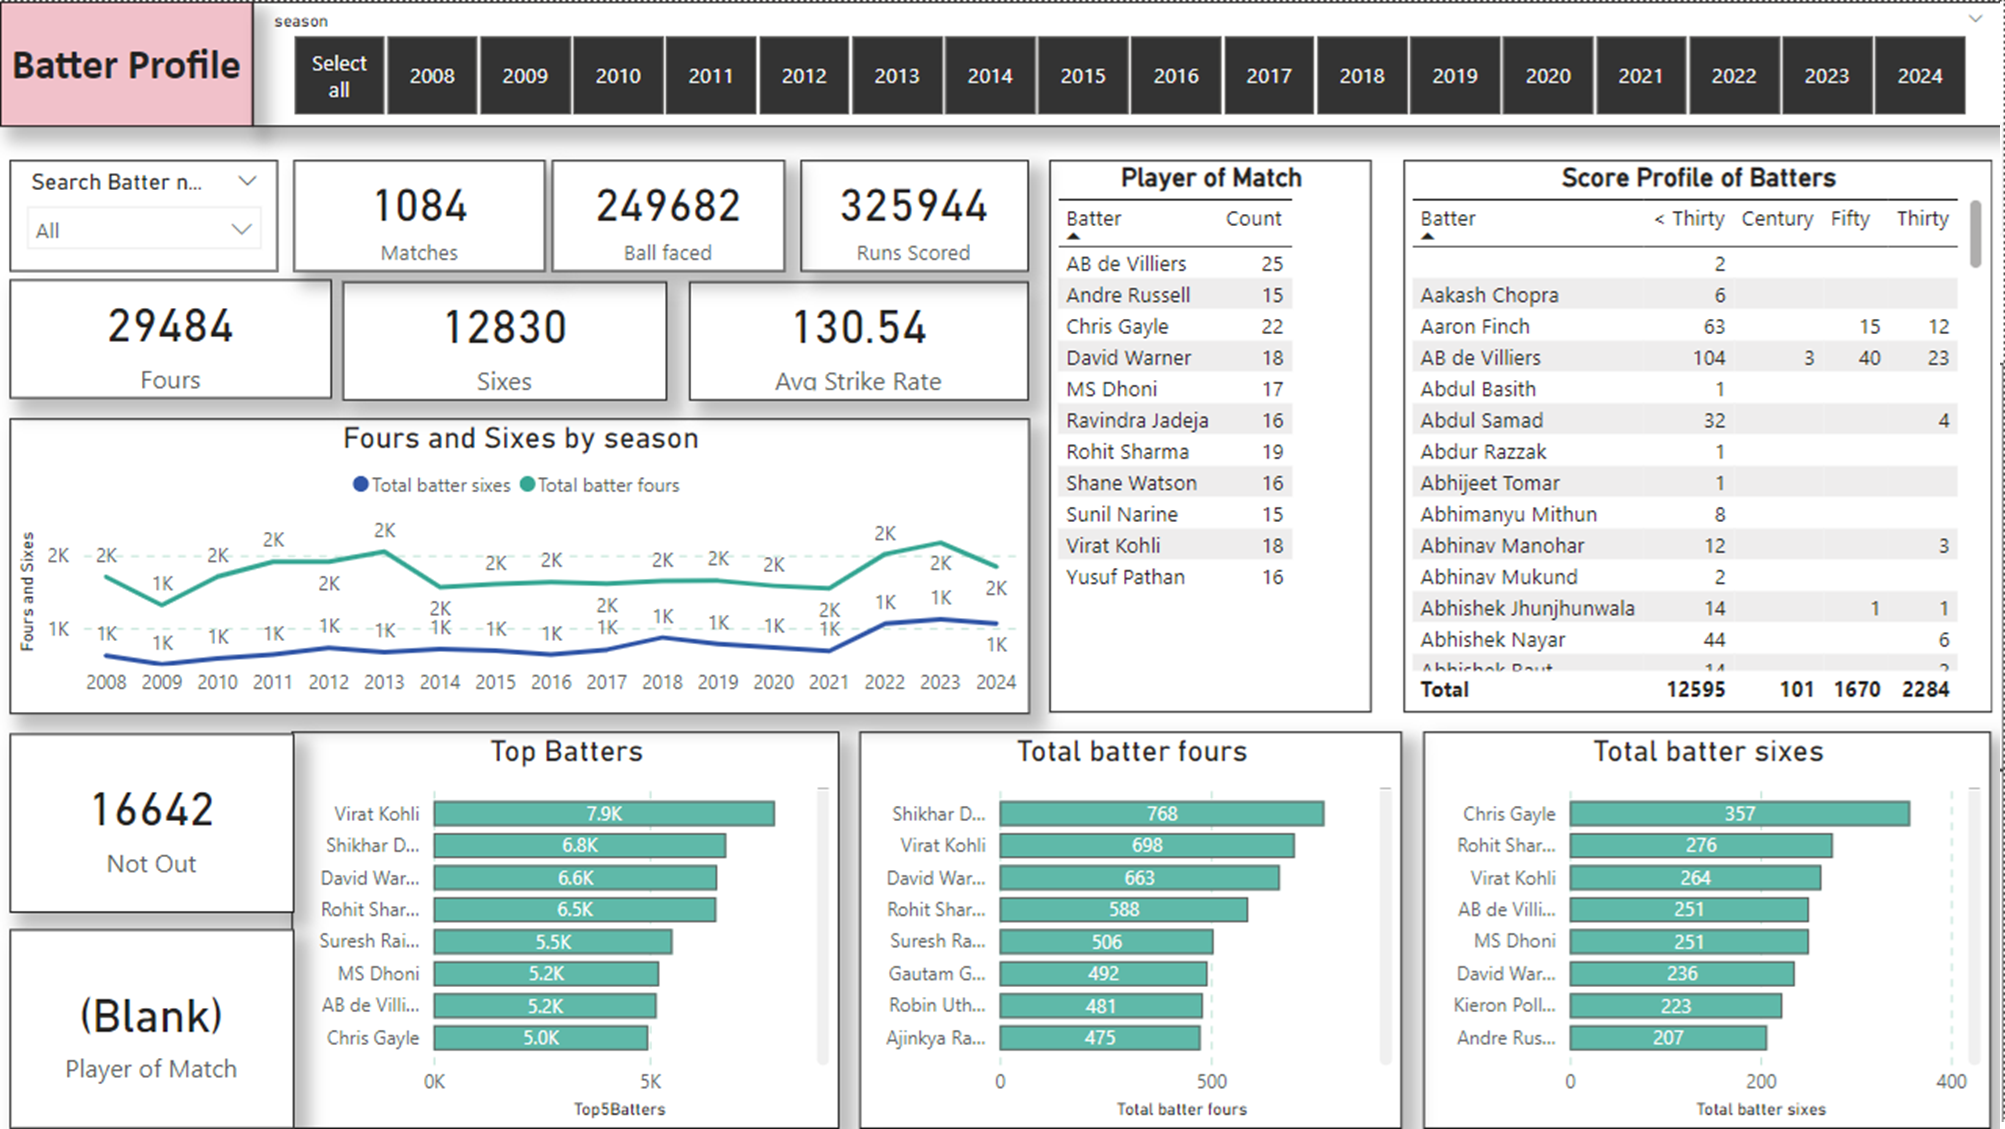 Batter Profile
season
Select all
2008 2009 2010 2011 2012 2013 2014 2015 2016 2017 2018 2019 2020 2021 2022 2023 2024
Search Batter n...
All
1084
Matches
249682
Ball faced
325944
Runs Scored
29484
Fours
12830
Sixes
130.54
Avg Strike Rate
Player of Match
Batter Count
AB de Villiers 25
Andre Russell 15
Chris Gayle 22
David Warner 18
MS Dhoni 17
Ravindra Jadeja 16
Rohit Sharma 19
Shane Watson 16
Sunil Narine 15
Virat Kohli 18
Yusuf Pathan 16
Score Profile of Batters
Batter < Thirty Century Fifty Thirty
2
Aakash Chopra 6
Aaron Finch 63 15 12
AB de Villiers 104 3 40 23
Abdul Basith 1
Abdul Samad 32 4
Abdur Razzak 1
Abhijeet Tomar 1
Abhimanyu Mithun 8
Abhinav Manohar 12 3
Abhinav Mukund 2
Abhishek Jhunjhunwala 14 1 1
Abhishek Nayar 44 6
Abhishek Raut 14 2
Total 12595 101 1670 2284
Fours and Sixes by season
Total batter sixes Total batter fours
Fours and Sixes
2K
1K
2K 1K 2K 2K 2K 2K 2K 2K 2K 2K 2K 2K 2K 2K 2K 2K 2K
1K 1K 1K 1K 1K 1K 1K 1K 1K 1K 1K 1K 1K 1K 1K 1K 1K
2008 2009 2010 2011 2012 2013 2014 2015 2016 2017 2018 2019 2020 2021 2022 2023 2024
16642
Not Out
(Blank)
Player of Match
Top Batters
Virat Kohli 7.9K
Shikhar D... 6.8K
David War... 6.6K
Rohit Shar... 6.5K
Suresh Rai... 5.5K
MS Dhoni 5.2K
AB de Villi... 5.2K
Chris Gayle 5.0K
0K 5K
Top5Batters
Total batter fours
Shikhar D... 768
Virat Kohli 698
David War... 663
Rohit Shar... 588
Suresh Ra... 506
Gautam G... 492
Robin Uth... 481
Ajinkya Ra... 475
0 500
Total batter fours
Total batter sixes
Chris Gayle 357
Rohit Shar... 276
Virat Kohli 264
AB de Villi... 251
MS Dhoni 251
David War... 236
Kieron Poll... 223
Andre Rus... 207
0 200 400
Total batter sixes